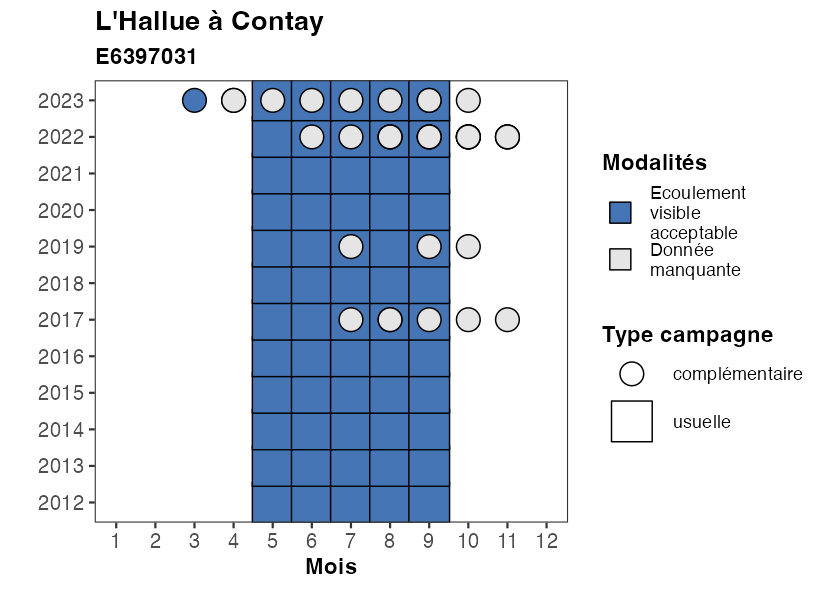 L'Hallue à Contay
E6397031
2023
2022
2021
2020
2019
2018
2017
2016
2015
2014
2013
2012
1 2 3 4 5 6 7 8 9 10 11 12
Mois
Modalités
Ecoulement
visible
acceptable
Donnée
manquante
Type campagne
complémentaire
usuelle